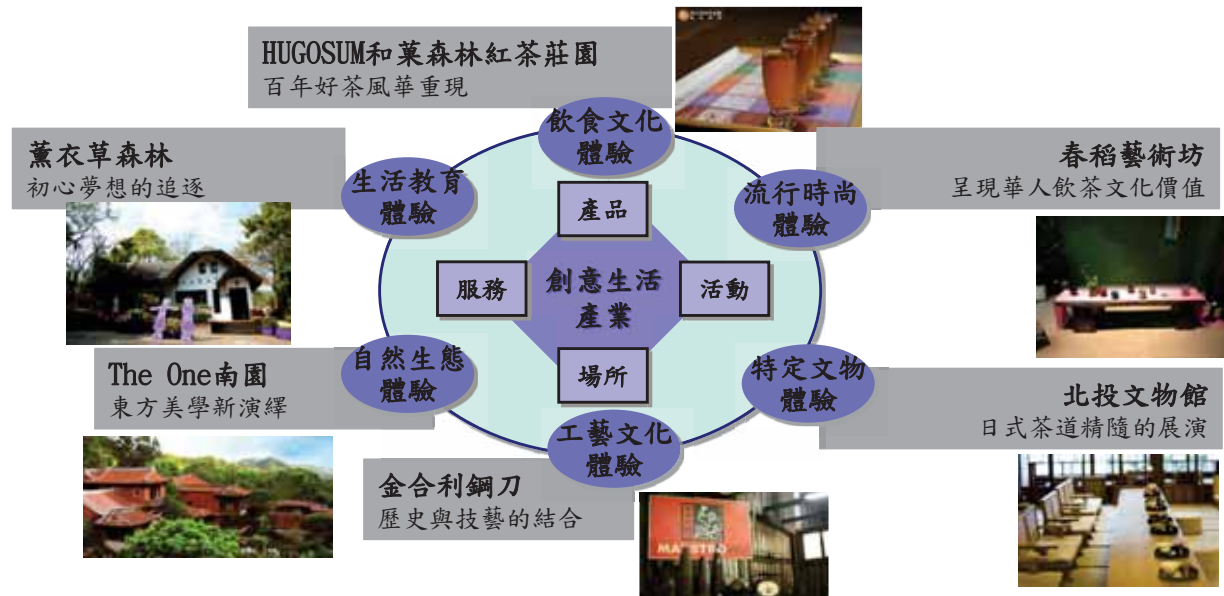 HUGOSUM和菓森林紅茶莊園
百年好茶風華重現
薰衣草森林
初心夢想的追逐
春稻藝術坊
呈現華人飲茶文化價值
飲食文化
體驗
生活教育
體驗
流行時尚
體驗
產品
服務
創意生活
產業
活動
場所
自然生態
體驗
特定文物
體驗
工藝文化
體驗
The One南園
東方美學新演繹
北投文物館
日式茶道精隨的展演
金合利鋼刀
歷史與技藝的結合
MAESTRO